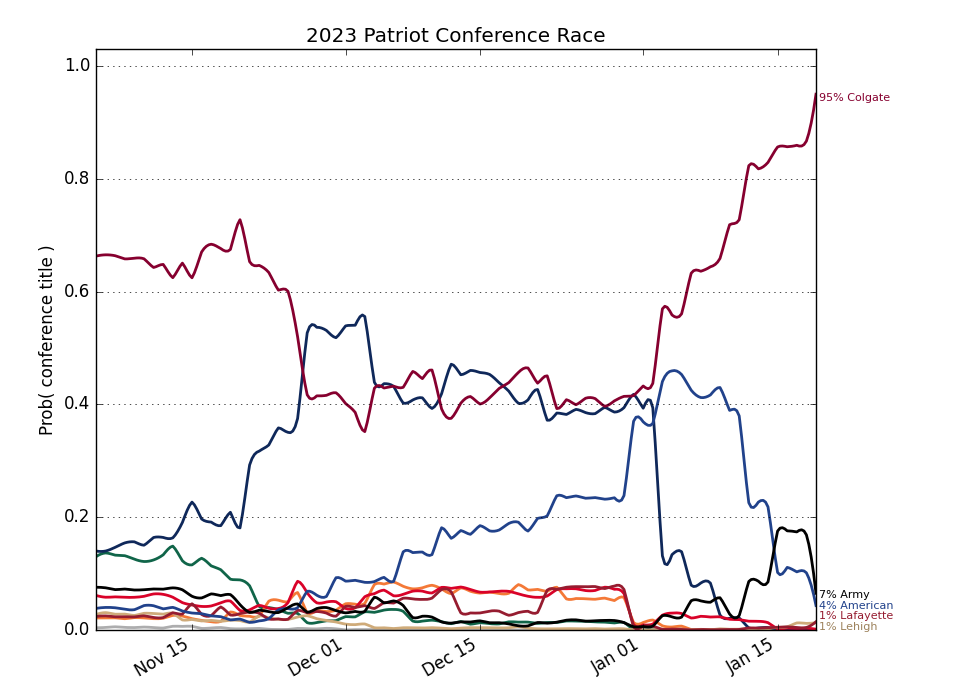 2023 Patriot Conference Race
Prob( conference title )
1.0
0.8
0.6
0.4
0.2
0.0
Nov 15
Dec 01
Dec 15
Jan 01
Jan 15
95% Colgate
7% Army
4% American
1% Lafayette
1% Lehigh